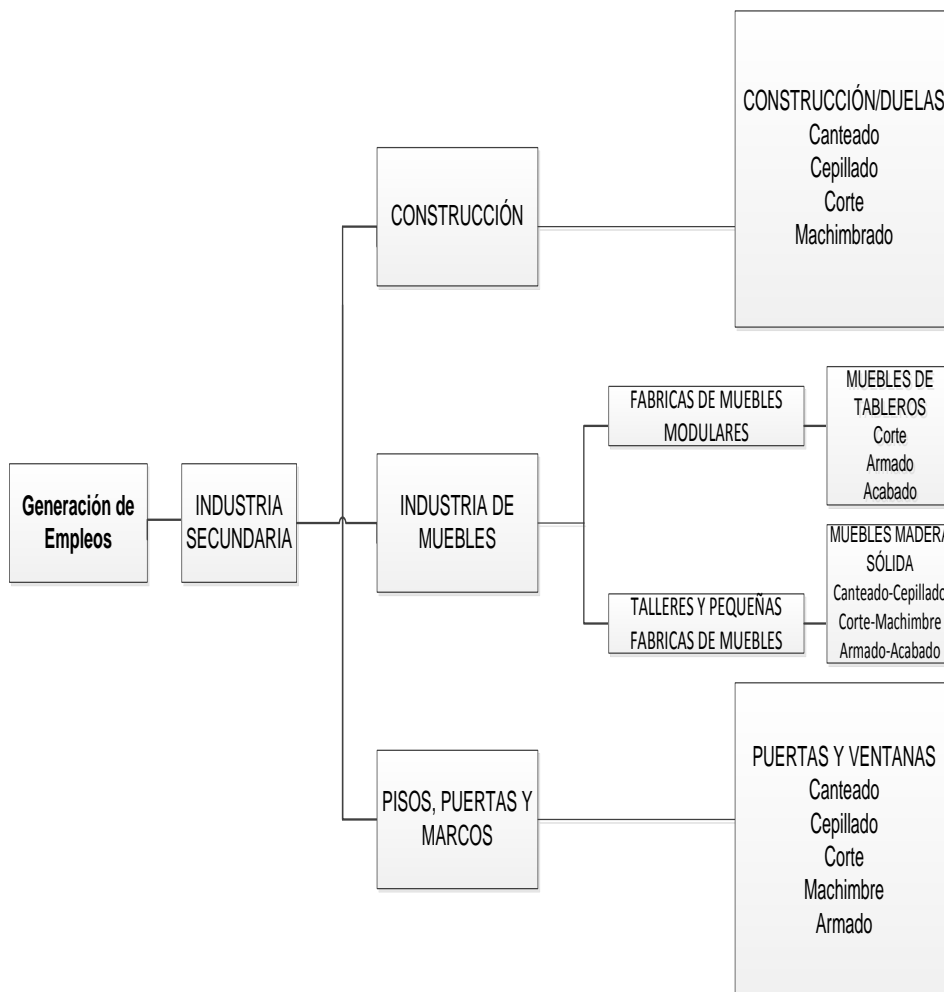 Generación de
Empleos
INDUSTRIA
SECUNDARIA
CONSTRUCCIÓN
CONSTRUCCIÓN/DUELAS
Canteado
Cepillado
Corte
Machimbrado
INDUSTRIA DE
MUEBLES
FABRICAS DE MUEBLES
MODULARES
MUEBLES DE
TABLEROS
Corte
Armado
Acabado
TALLERES Y PEQUEÑAS
FABRICAS DE MUEBLES
MUEBLES MADERA
SÓLIDA
Canteado-Cepillado
Corte-Machimbre
Armado-Acabado
PISOS, PUERTAS Y
MARCOS
PUERTAS Y VENTANAS
Canteado
Cepillado
Corte
Machimbre
Armado